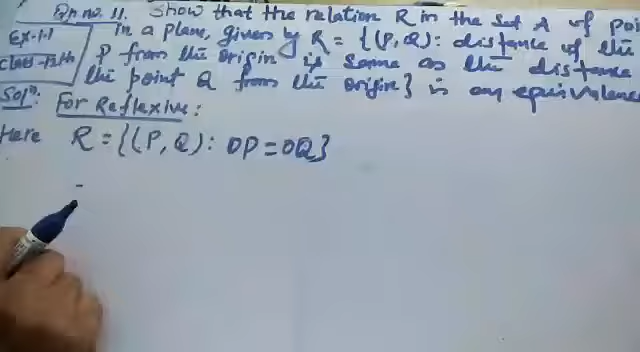 Qn no. 11. Show that the relation R in the Set A of poi
Ex-1.1 in a plane, given by R = {(P,Q): distance of the
class-12th P from the origin is same as the distance
the point Q from the origin} is an equivalence
Solⁿ: For Reflexive:
Here R = {(P, Q): OP = OQ}